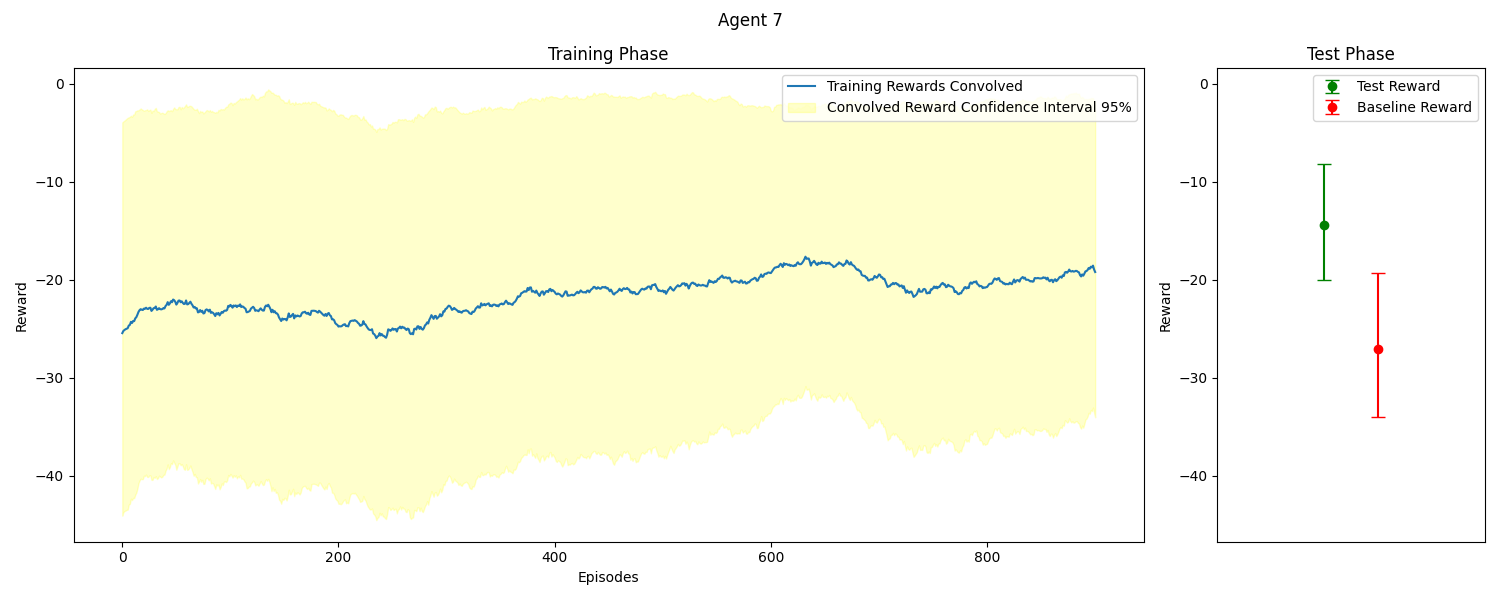 Agent 7
Training Phase
Training Rewards Convolved
Convolved Reward Confidence Interval 95%
Reward
0
−10
−20
−30
−40
0
200
400
600
800
Episodes
Test Phase
Test Reward
Baseline Reward
Reward
0
−10
−20
−30
−40